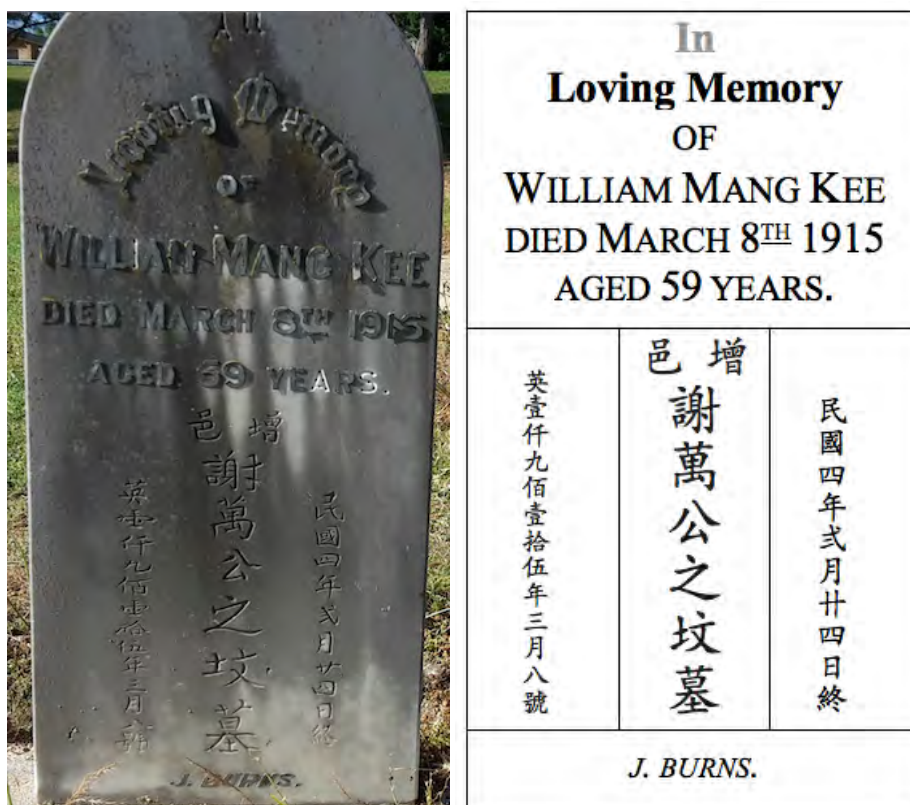 In
Loving Memory
OF
WILLIAM MANG KEE
DIED MARCH 8TH 1915
AGED 59 YEARS.
增邑
民國四年弍月廿四日終
謝萬公之坟墓
英壹仟九佰壹拾伍年三月八號
J. BURNS.
In
Loving Memory
OF
WILLIAM MANG KEE
DIED MARCH 8TH 1915
AGED 59 YEARS.
增邑
民國四年弍月廿四日終
謝萬公之坟墓
英壹仟九佰壹拾伍年三月八號
J. BURNS.